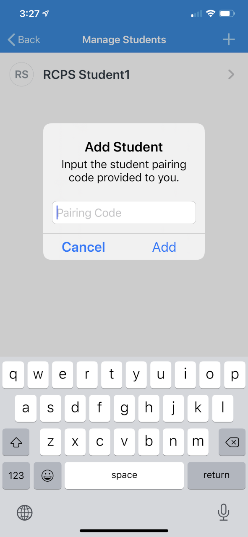 3:27
Back Manage Students +
RS RCPS Student1
Add Student
Input the student pairing
code provided to you.
Pairing Code
Cancel Add
q w e r t y u i o p
a s d f g h j k l
z x c v b n m
123 space return